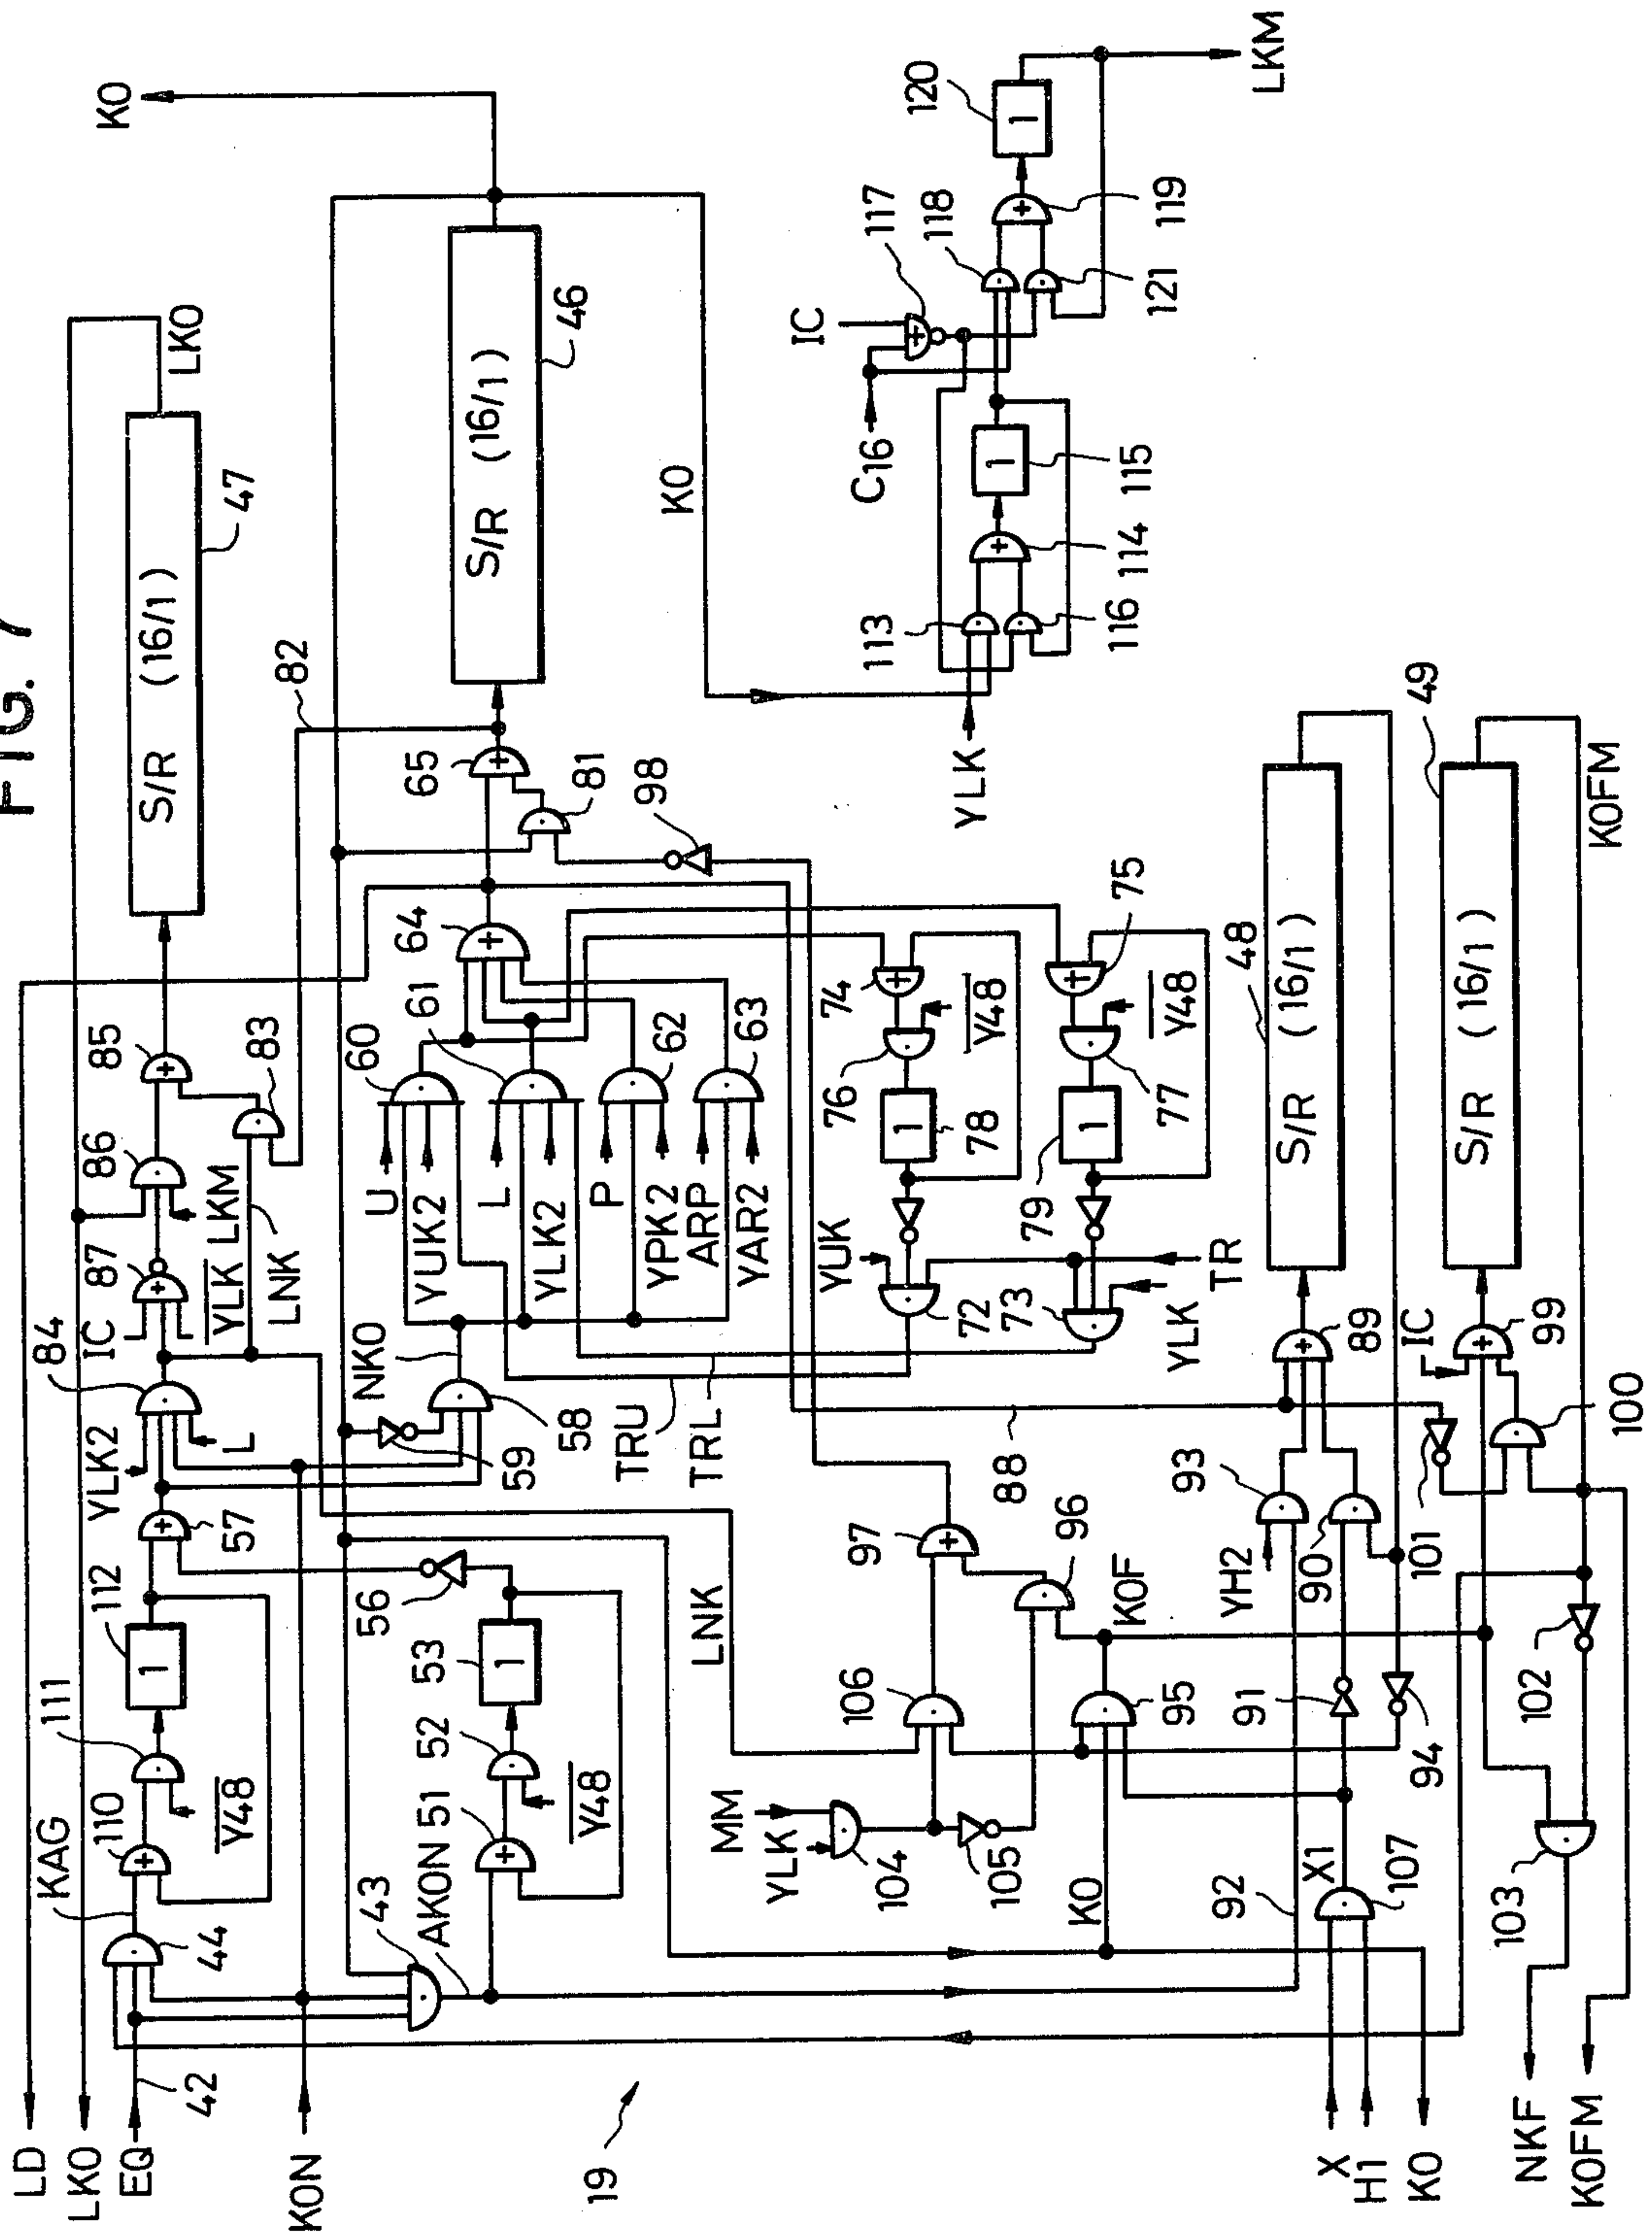 FIG. 7
LD
LKO
EQ
42
KON
19
X
H1
KO
NKF
KOFM
KAG
44
110
111
Y48
112
57
YLK2
84
L
IC
YLK
87
LKM
LNK
86
85
83
82
S/R (16/1)
47
LKO
KO
43
AKON
51
52
Y48
53
56
59
58
NKO
TRU
TRL
U
YUK2
L
YLK2
P
YPK2
ARP
YAR2
60
61
62
63
64
65
81
98
S/R (16/1)
46
KO
YUK
72
73
YLK
TR
74
76
Y48
78
75
77
Y48
79
YLK
113
116
114
1
115
C16
IC
117
118
121
119
1
120
LKM
LNK
MM
YLK
104
105
106
97
96
KOF
95
KO
92
X1
107
91
94
88
93
YH2
90
89
48
S/R (16/1)
101
100
IC
99
49
S/R (16/1)
KOFM
102
103
1
1
1
1